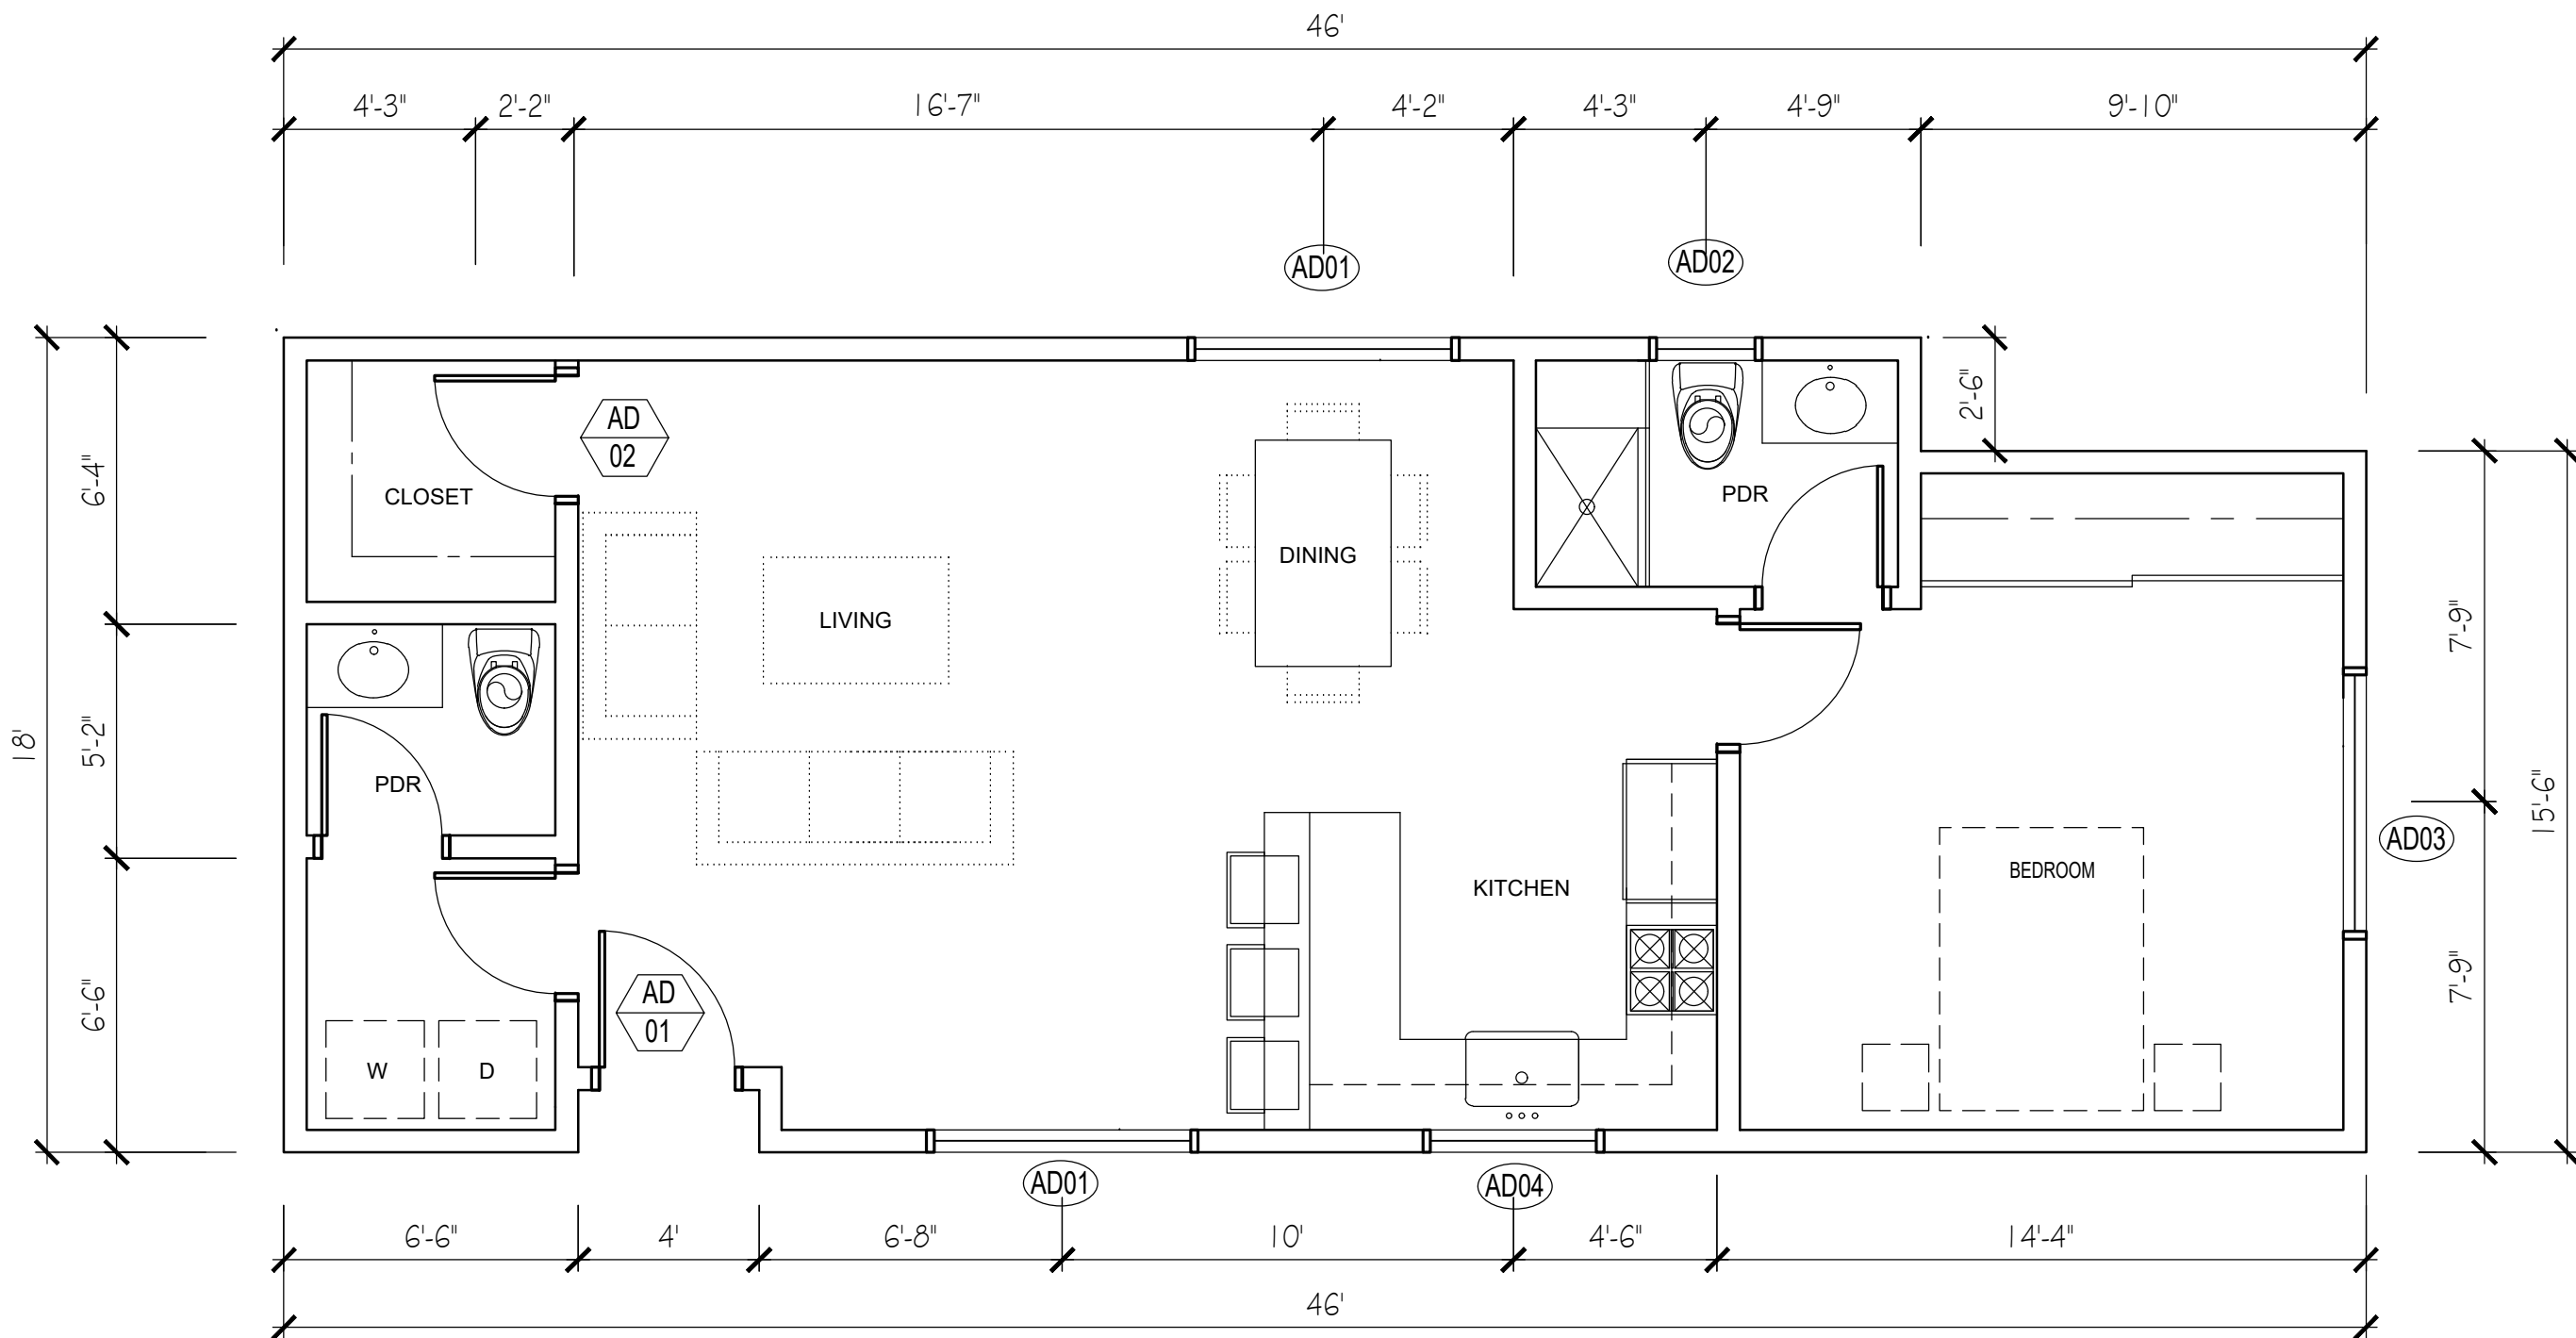 46'
4'-3" 2'-2" 16'-7" 4'-2" 4'-3" 4'-9" 9'-10"
AD01 AD02
2'-6"
AD
02
6'-4"
CLOSET
PDR
DINING
LIVING
7'-9"
18'
5'-2"
PDR
15'-6"
AD03
BEDROOM
KITCHEN
6'-6"
AD
01
7'-9"
W D
AD01 AD04
6'-6" 4' 6'-8" 10' 4'-6" 14'-4"
46'